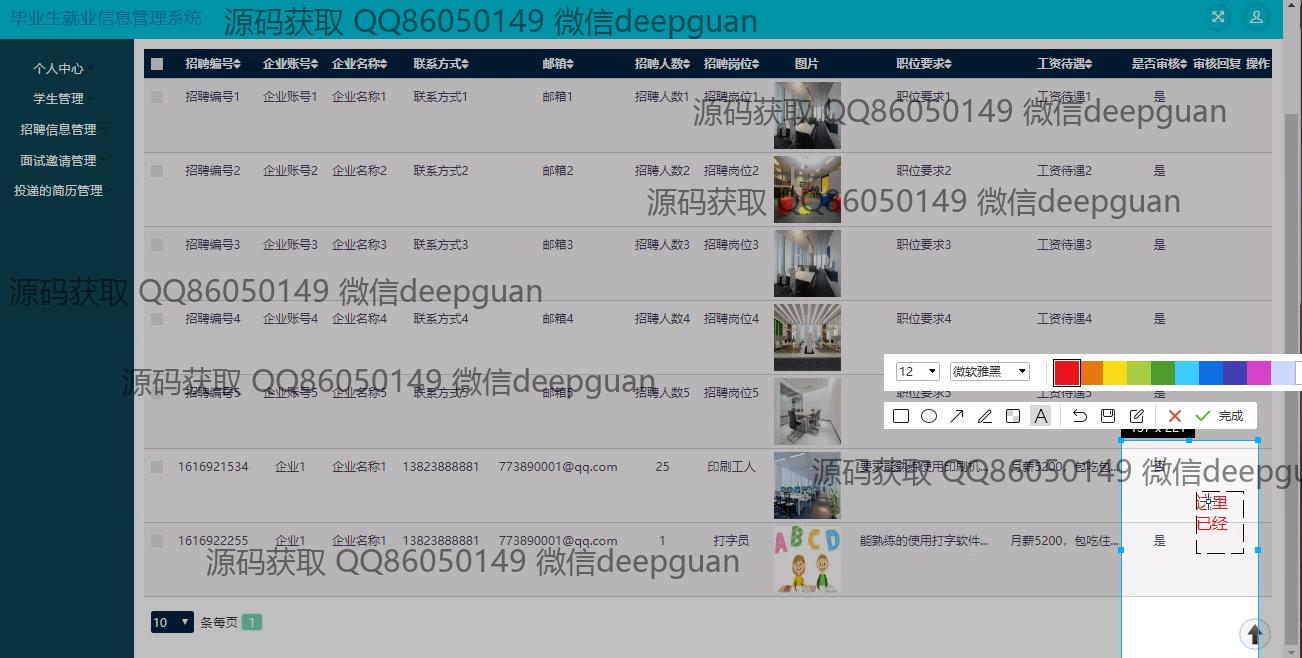 毕业生就业信息管理系统
源码获取 QQ86050149 微信deepguan
个人中心
学生管理
招聘信息管理
面试邀请管理
投递的简历管理
招聘编号 企业账号 企业名称 联系方式 邮箱 招聘人数 招聘岗位 图片 职位要求 工资待遇 是否审核 审核回复 操作
招聘编号1 企业账号1 企业名称1 联系方式1 邮箱1 招聘人数1 招聘岗位1 职位要求1 工资待遇1 是
源码获取 QQ86050149 微信deepguan
招聘编号2 企业账号2 企业名称2 联系方式2 邮箱2 招聘人数2 招聘岗位2 职位要求2 工资待遇2 是
源码获取 QQ86050149 微信deepguan
招聘编号3 企业账号3 企业名称3 联系方式3 邮箱3 招聘人数3 招聘岗位3 职位要求3 工资待遇3 是
源码获取 QQ86050149 微信deepguan
招聘编号4 企业账号4 企业名称4 联系方式4 邮箱4 招聘人数4 招聘岗位4 职位要求4 工资待遇4 是
12 微软雅黑
源码获取 QQ86050149 微信deepguan
招聘编号5 企业账号5 企业名称5 联系方式5 邮箱5 招聘人数5 招聘岗位5 职位要求5 工资待遇5 是
A 完成
1616921534 企业1 企业名称1 13823888881 773890001@qq.com 25 印刷工人 要求能熟练使用印刷机... 月薪5200，包吃住... 否
源码获取 QQ86050149 微信deepgu
这里
已经
1616922255 企业1 企业名称1 13823888881 773890001@qq.com 1 打字员 能熟练的使用打字软件... 月薪5200，包吃住... 是
ABCD
源码获取 QQ86050149 微信deepguan
10 条每页 1